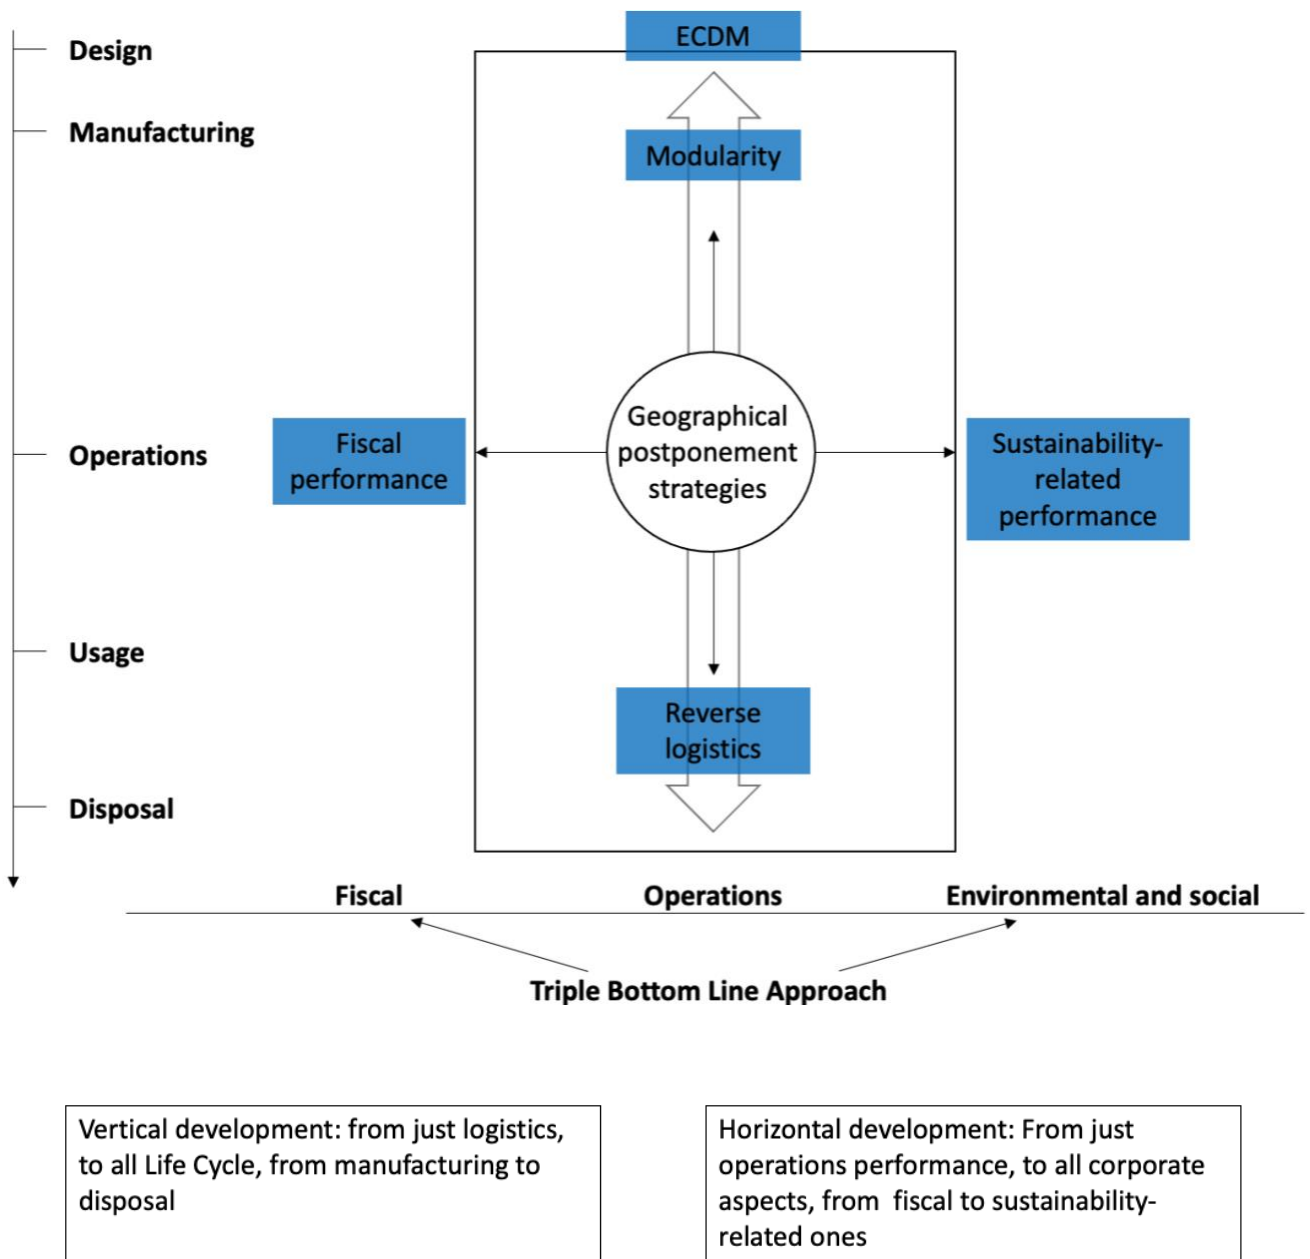 ECDM
Design
Manufacturing
Modularity
Geographical
postponement
strategies
Fiscal
performance
Operations
Sustainability-
related
performance
Usage
Reverse
logistics
Disposal
Fiscal
Operations
Environmental and social
Triple Bottom Line Approach
Vertical development: from just logistics,
to all Life Cycle, from manufacturing to
disposal
Horizontal development: From just
operations performance, to all corporate
aspects, from  fiscal to sustainability-
related ones